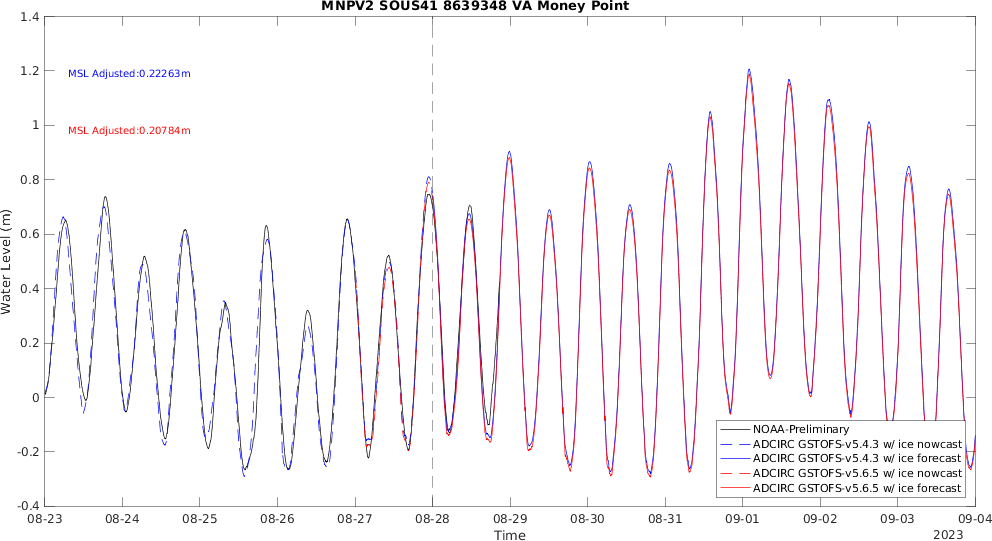 MNPV2 SOUS41 8639348 VA Money Point
1.4
1.2
1
0.8
0.6
0.4
0.2
0
-0.2
-0.4
Water Level (m)
MSL Adjusted:0.22263m
MSL Adjusted:0.20784m
NOAA-Preliminary
ADCIRC GSTOFS-v5.4.3 w/ ice nowcast
ADCIRC GSTOFS-v5.4.3 w/ ice forecast
ADCIRC GSTOFS-v5.6.5 w/ ice nowcast
ADCIRC GSTOFS-v5.6.5 w/ ice forecast
08-23 08-24 08-25 08-26 08-27 08-28 08-29 08-30 08-31 09-01 09-02 09-03 09-04
Time
2023